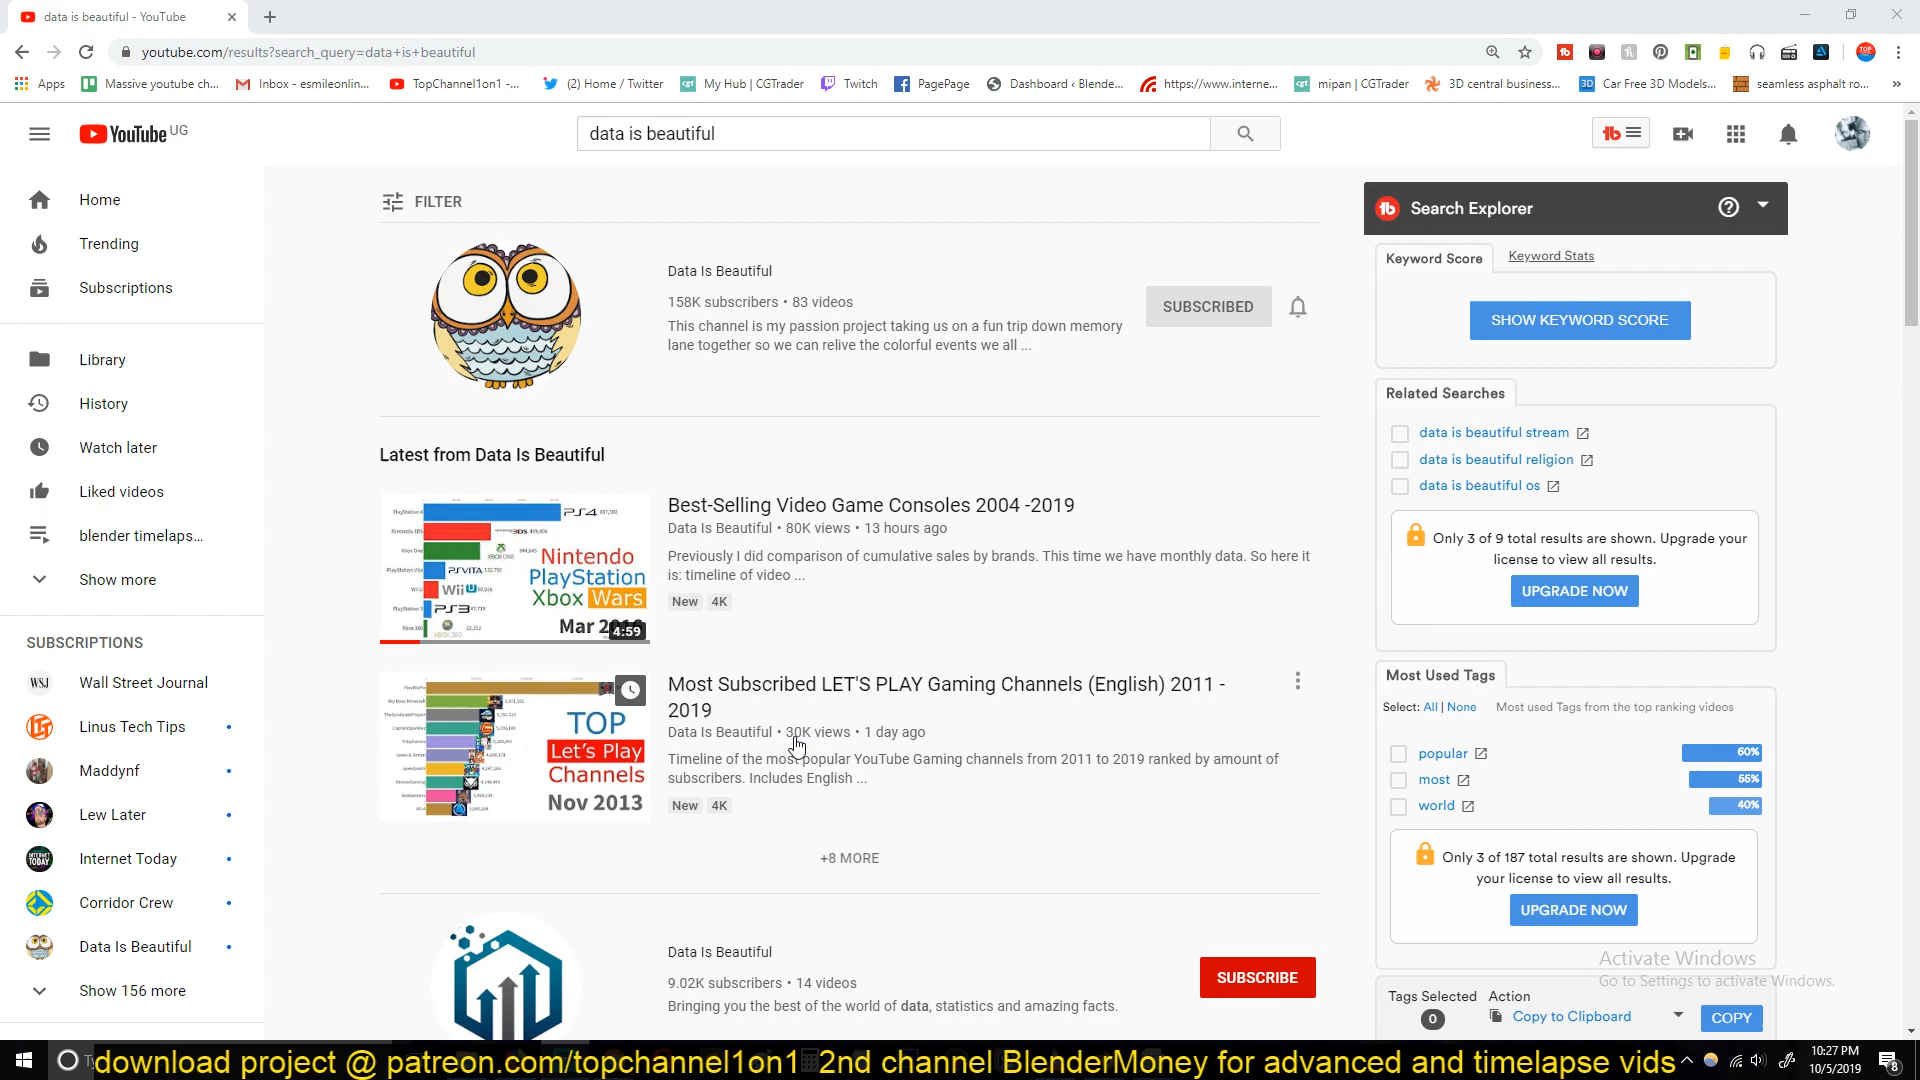 data is beautiful - YouTube
youtube.com/results?search_query=data+is+beautiful
Apps Massive youtube ch... Inbox - esmileonlin... TopChannel1on1 -... (2) Home / Twitter My Hub | CGTrader Twitch PagePage Dashboard ‹ Blende... https://www.interne... mipan | CGTrader 3D central business... Car Free 3D Models... seamless asphalt ro... »
YouTube UG
data is beautiful
Home
Trending
Subscriptions
Library
History
Watch later
Liked videos
blender timelaps...
Show more
SUBSCRIPTIONS
WSJ Wall Street Journal
Linus Tech Tips
Maddynf
Lew Later
Internet Today
Corridor Crew
Data Is Beautiful
Show 156 more
FILTER
Data Is Beautiful
158K subscribers • 83 videos
This channel is my passion project taking us on a fun trip down memory
lane together so we can relive the colorful events we all ...
SUBSCRIBED
Latest from Data Is Beautiful
Nintendo
PlayStation
Xbox Wars
4:59
Best-Selling Video Game Consoles 2004 -2019
Data Is Beautiful • 80K views • 13 hours ago
Previously I did comparison of cumulative sales by brands. This time we have monthly data. So here it
is: timeline of video ...
New 4K
TOP
Let's Play
Channels
Nov 2013
Most Subscribed LET'S PLAY Gaming Channels (English) 2011 -
2019
Data Is Beautiful • 30K views • 1 day ago
Timeline of the most popular YouTube Gaming channels from 2011 to 2019 ranked by amount of
subscribers. Includes English ...
New 4K
+8 MORE
Data Is Beautiful
9.02K subscribers • 14 videos
Bringing you the best of the world of data, statistics and amazing facts.
SUBSCRIBE
Search Explorer
Keyword Score Keyword Stats
SHOW KEYWORD SCORE
Related Searches
data is beautiful stream
data is beautiful religion
data is beautiful os
Only 3 of 9 total results are shown. Upgrade your
license to view all results.
UPGRADE NOW
Most Used Tags
Select: All | None Most used Tags from the top ranking videos
popular 60%
most 55%
world 40%
Only 3 of 187 total results are shown. Upgrade
your license to view all results.
UPGRADE NOW
Activate Windows
Go to Settings to activate Windows.
Tags Selected Action
0 Copy to Clipboard COPY
download project @ patreon.com/topchannel1on1 2nd channel BlenderMoney for advanced and timelapse vids
10:27 PM
10/5/2019
8